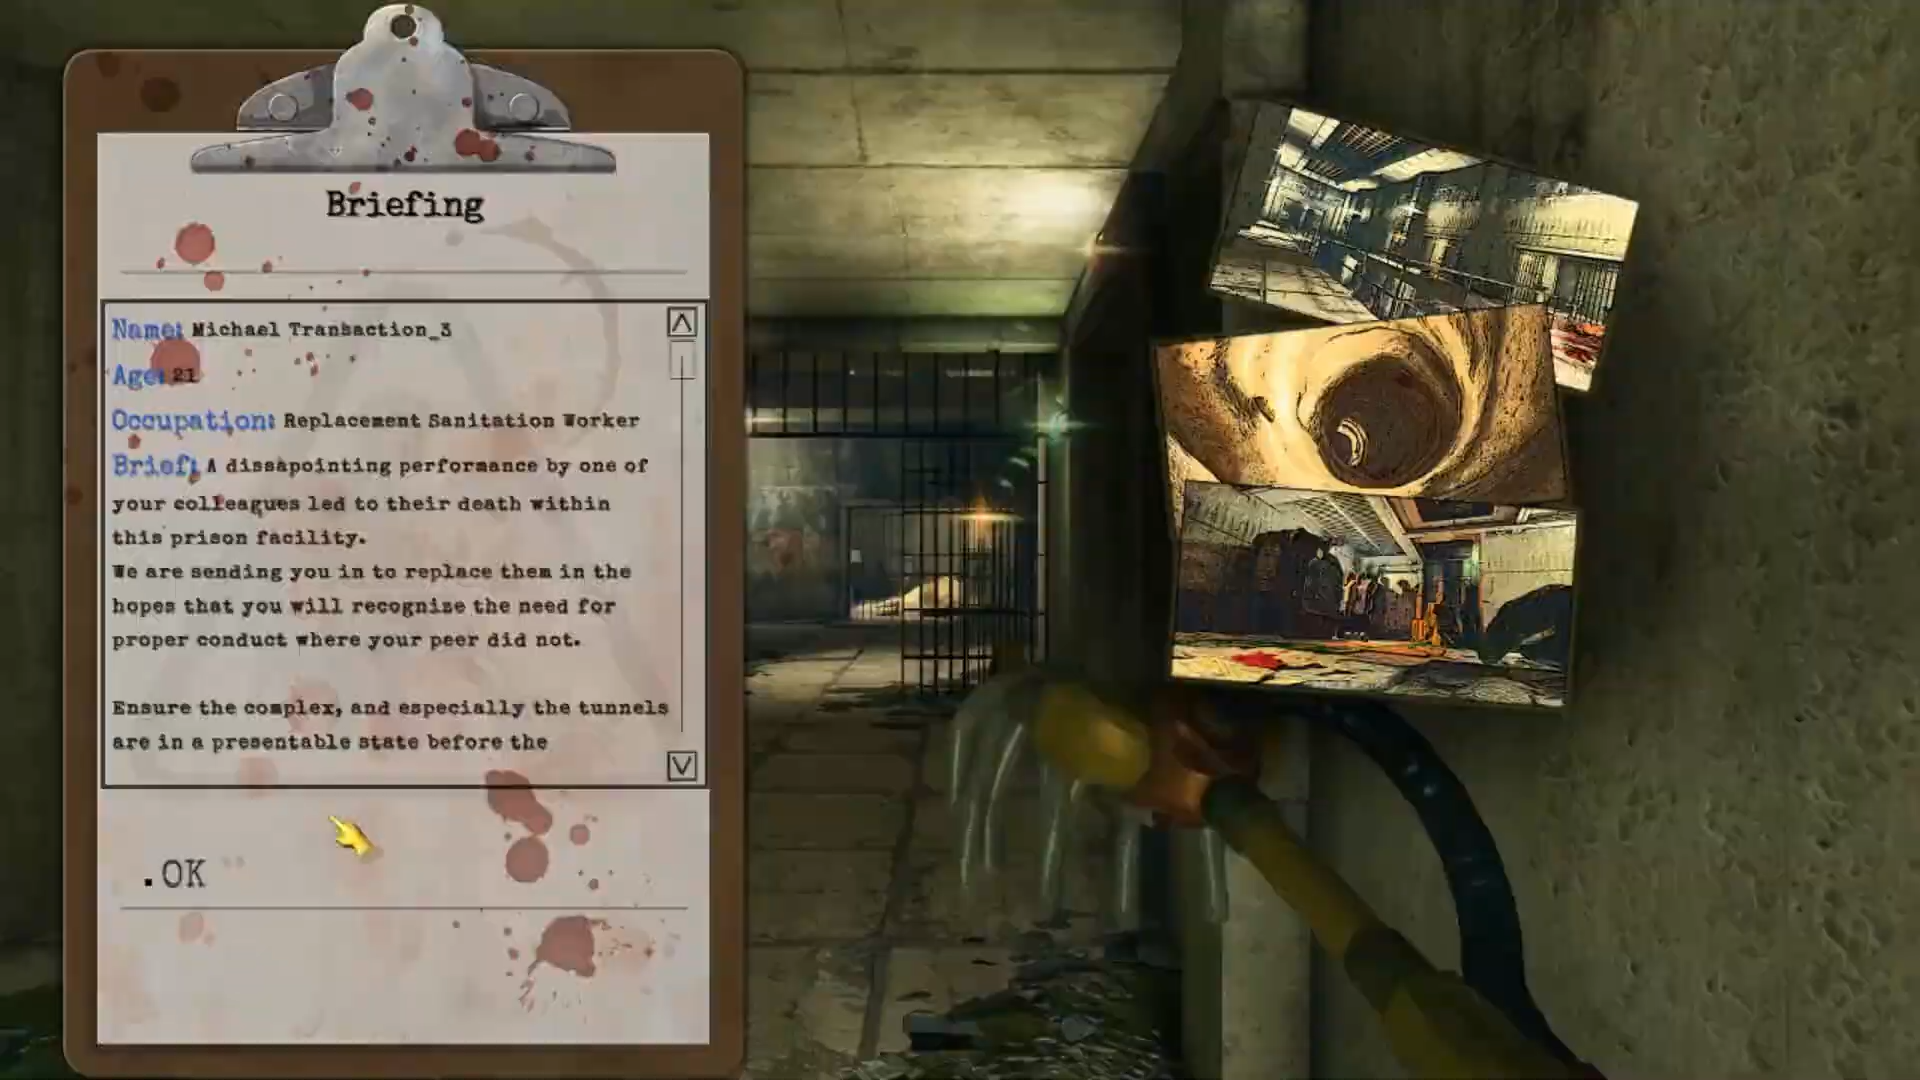 Briefing
Name: Michael Transaction_3
Age: 21
Occupation: Replacement Sanitation Worker
Brief: A dissapointing performance by one of
your colleagues led to their death within
this prison facility.
We are sending you in to replace them in the
hopes that you will recognize the need for
proper conduct where your peer did not.
Ensure the complex, and especially the tunnels
are in a presentable state before the
.OK